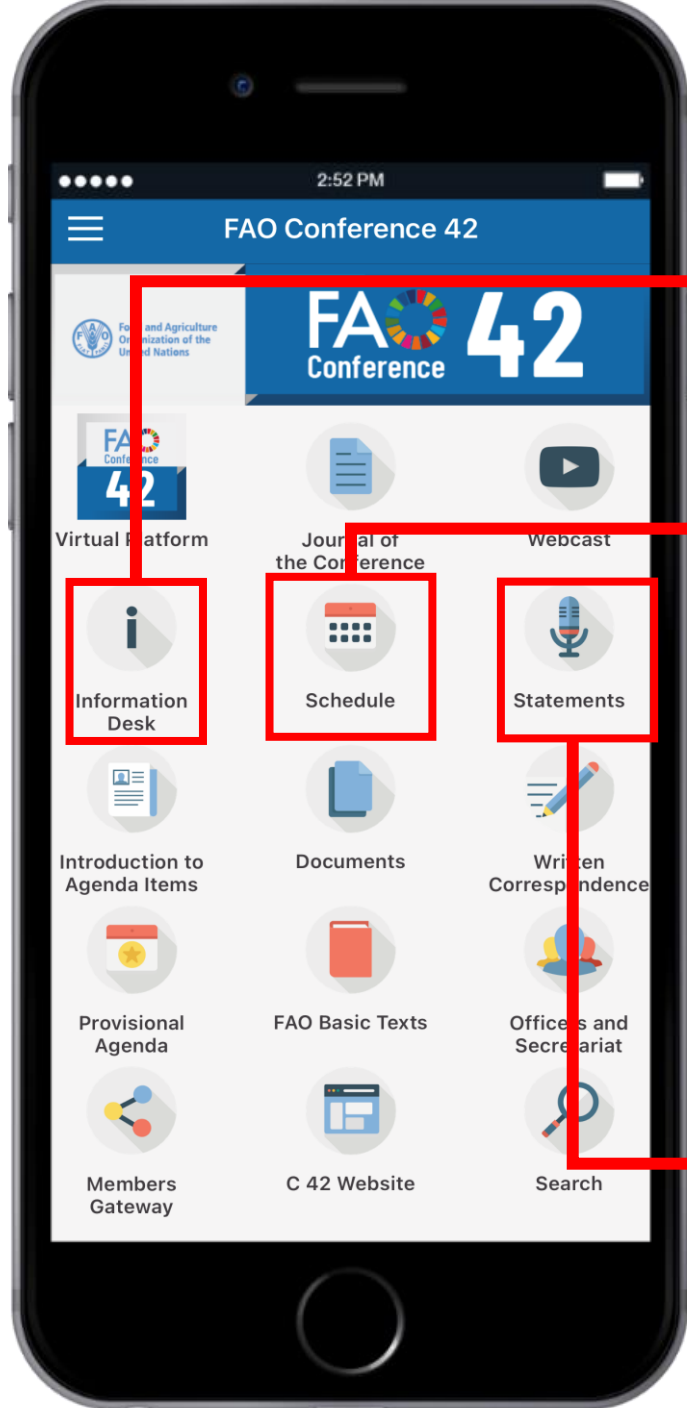 2:52 PM
FAO Conference 42
Food and Agriculture
Organization of the
United Nations
FAO
Conference
42
FAO
Conference
42
Virtual Platform
Journal of
the Conference
Webcast
i
Information
Desk
Schedule
Statements
Introduction to
Agenda Items
Documents
Written
Correspondence
Provisional
Agenda
FAO Basic Texts
Officers and
Secretariat
Members
Gateway
C 42 Website
Search